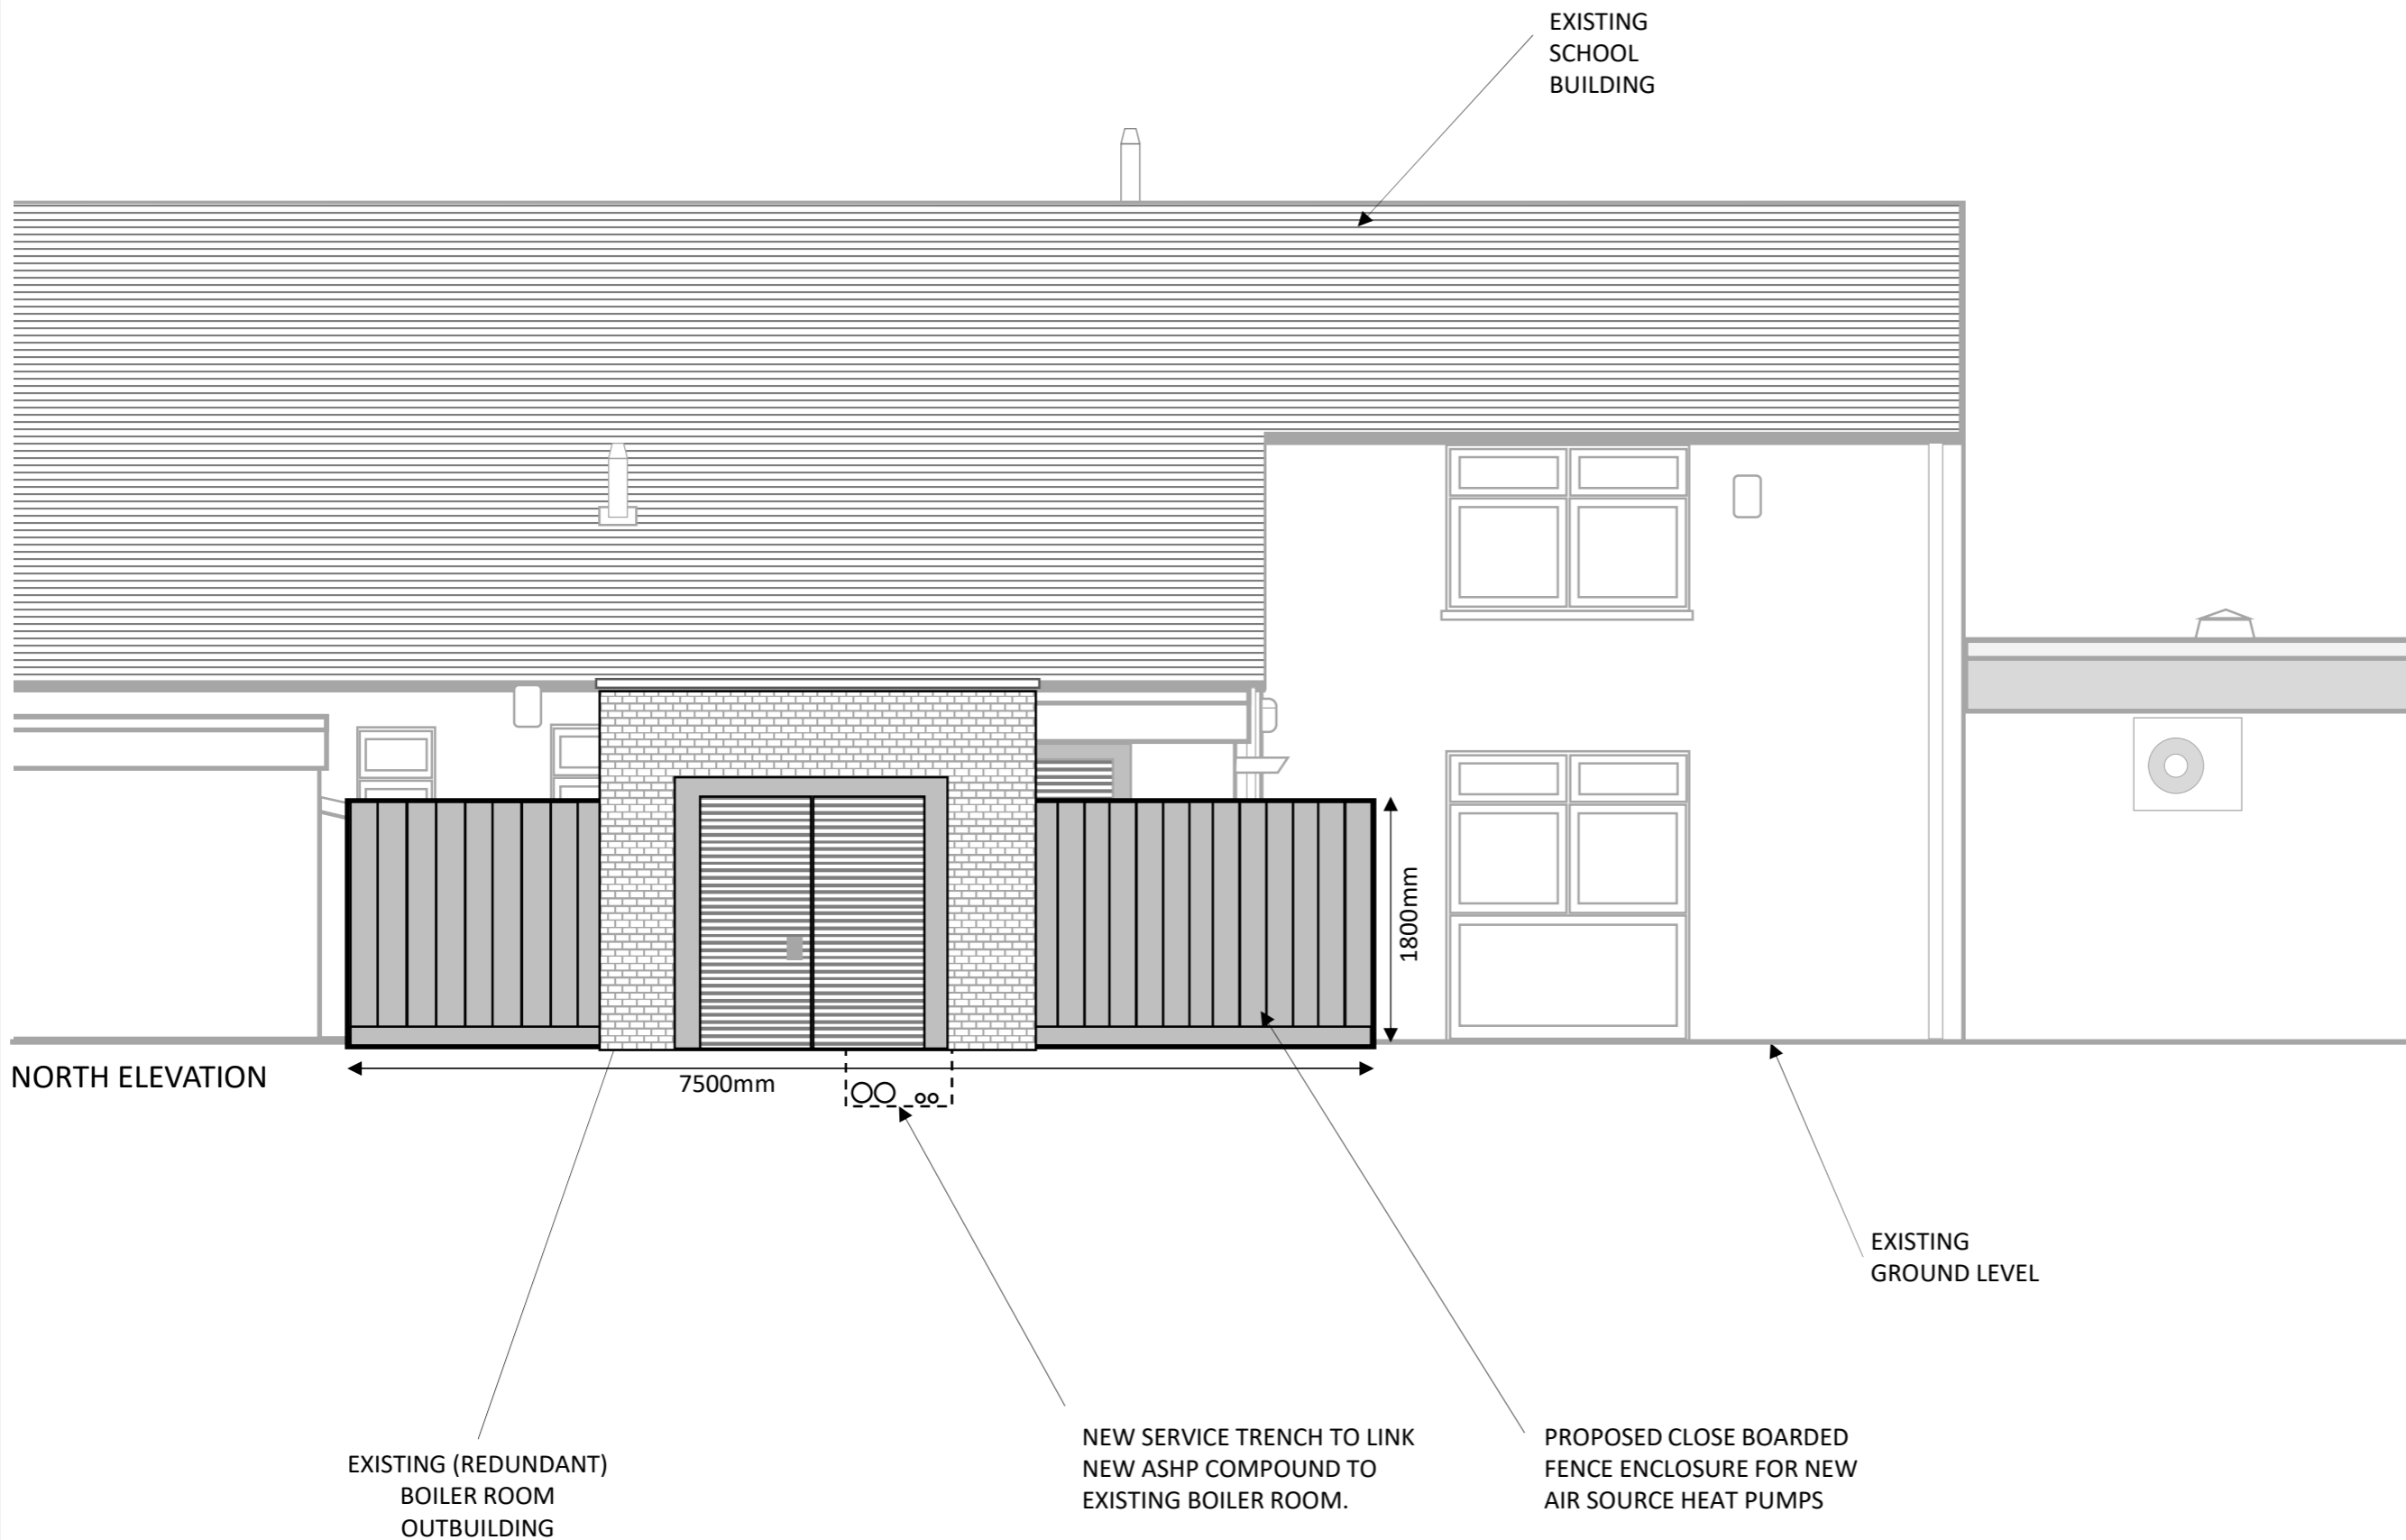 EXISTING
SCHOOL
BUILDING
1800mm
NORTH ELEVATION
7500mm
EXISTING
GROUND LEVEL
EXISTING (REDUNDANT)
BOILER ROOM
OUTBUILDING
NEW SERVICE TRENCH TO LINK
NEW ASHP COMPOUND TO
EXISTING BOILER ROOM.
PROPOSED CLOSE BOARDED
FENCE ENCLOSURE FOR NEW
AIR SOURCE HEAT PUMPS